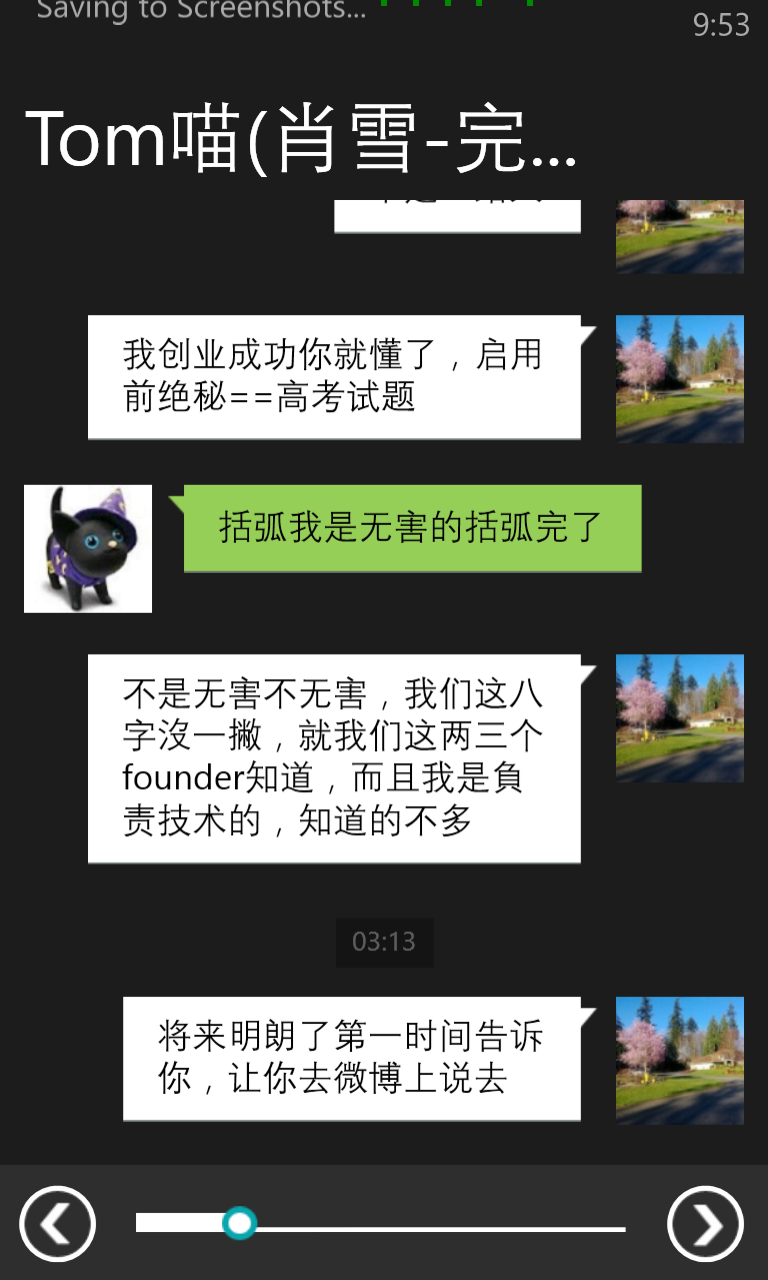 Saving to Screenshots...
9:53
Tom喵(肖雪-完...
我创业成功你就懂了，启用
前绝秘==高考试题
括弧我是无害的括弧完了
不是无害不无害，我们这八
字沒一撇，就我们这两三个
founder知道，而且我是負
责技术的，知道的不多
03:13
将来明朗了第一时间告诉
你，让你去微博上说去